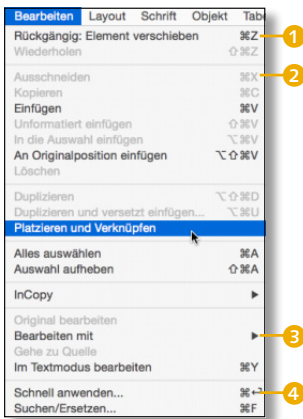 Bearbeiten Layout Schrift Objekt Tabe
Rückgängig: Element verschieben ⌘Z 1
Wiederholen ⇧⌘Z
Ausschneiden ⌘X 2
Kopieren ⌘C
Einfügen ⌘V
Unformatiert einfügen ⇧⌘V
In die Auswahl einfügen ⌥⌘V
An Originalposition einfügen ⌥⇧⌘V
Löschen
Duplizieren ⌥⇧⌘D
Duplizieren und versetzt einfügen... ⌥⌘U
Platzieren und Verknüpfen
Alles auswählen ⌘A
Auswahl aufheben ⇧⌘A
InCopy ▶
Original bearbeiten
Bearbeiten mit ▶ 3
Gehe zu Quelle
Im Textmodus bearbeiten ⌘Y
Schnell anwenden... ⌘↩ 4
Suchen/Ersetzen... ⌘F